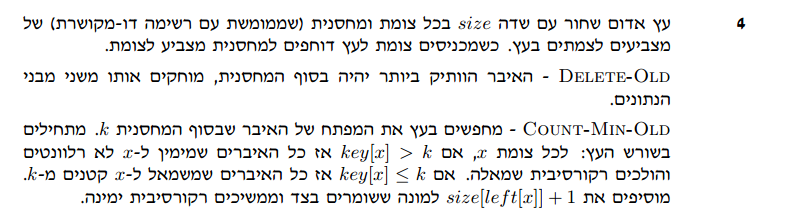 4 עץ אדום שחור עם שדה size בכל צומת ומחסנית (שממומשת עם רשימה דו-מקושרת) של
מצביעים לצמתים בעץ. כשמכניסים צומת לעץ דוחפים למחסנית מצביע לצומת.
DELETE-OLD - האיבר הוותיק ביותר יהיה בסוף המחסנית, מוחקים אותו משני מבני
הנתונים.
COUNT-MIN-OLD - מחפשים בעץ את המפתח של האיבר שבסוף המחסנית k. מתחילים
בשורש העץ: לכל צומת x, אם key[x] > k אז כל האיברים שמימין ל-x לא רלוונטים
והולכים רקורסיבית שמאלה. אם key[x] ≤ k אז כל האיברים שמשמאל ל-x קטנים מ-k.
מוסיפים את size[left[x]] + 1 למונה ששומרים בצד וממשיכים רקורסיבית ימינה.